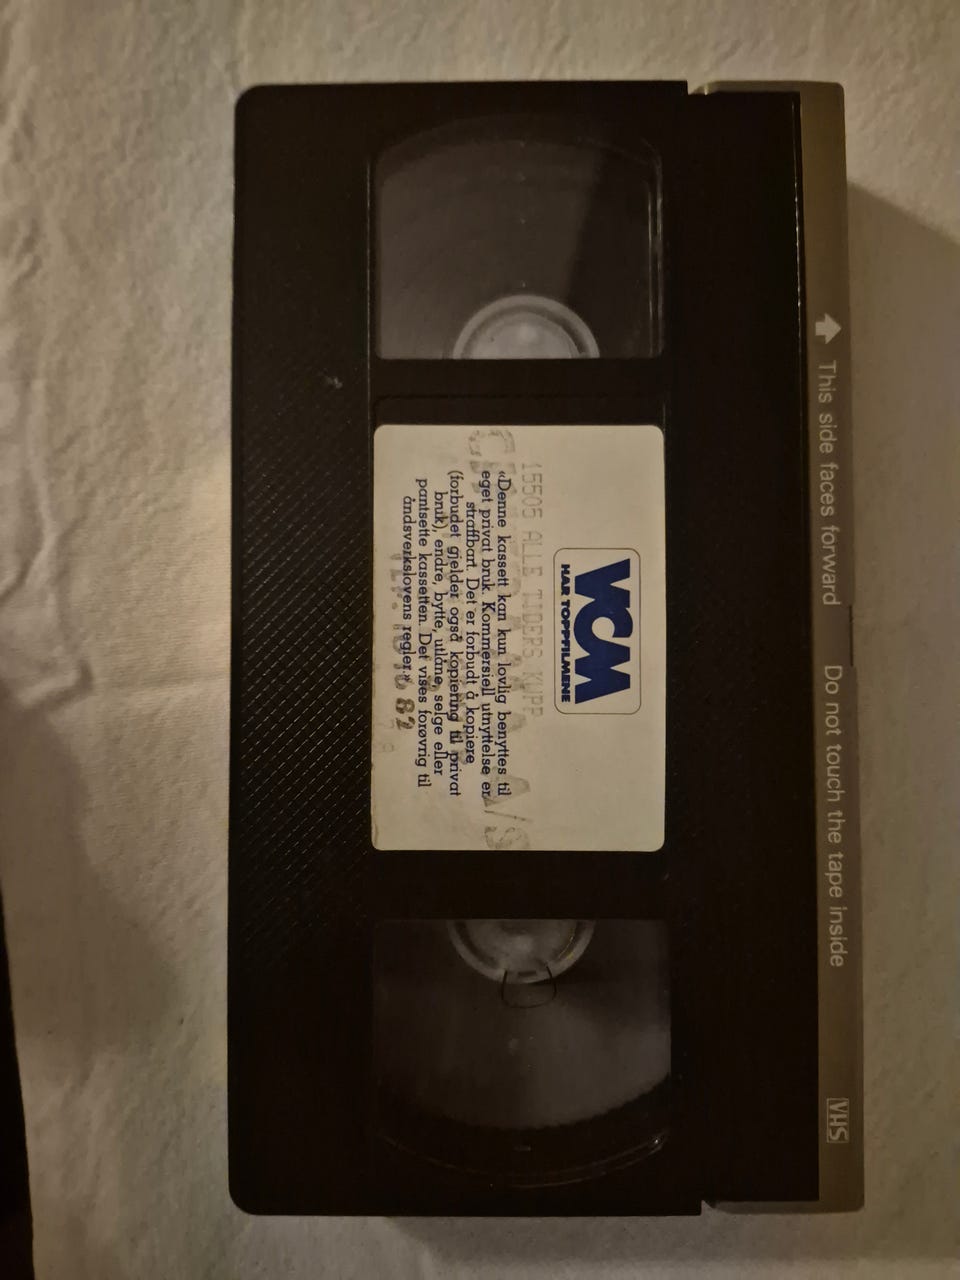 VCM
HAR TOPPFILMENE
15505 ALLE TIDERS KUPP
«Denne kassett kan kun lovlig benyttes til
eget privat bruk. Kommersiell utnyttelse er
straffbart. Det er forbudt å kopiere
(forbudet gjelder også kopiering til privat
bruk), endre, bytte, utlåne, selge eller
pantsette kassetten. Det vises forøvrig til
åndsverkslovens regler.»
A/S
82
This side faces forward Do not touch the tape inside
VHS